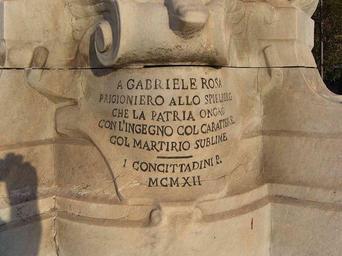 A GABRIELE ROSA
PRIGIONIERO ALLO SPIELBERG
CHE LA PATRIA ONORÒ
CON L'INGEGNO COL CARATTERE
COL MARTIRIO SUBLIME
I CONCITTADINI P.
MCMXII